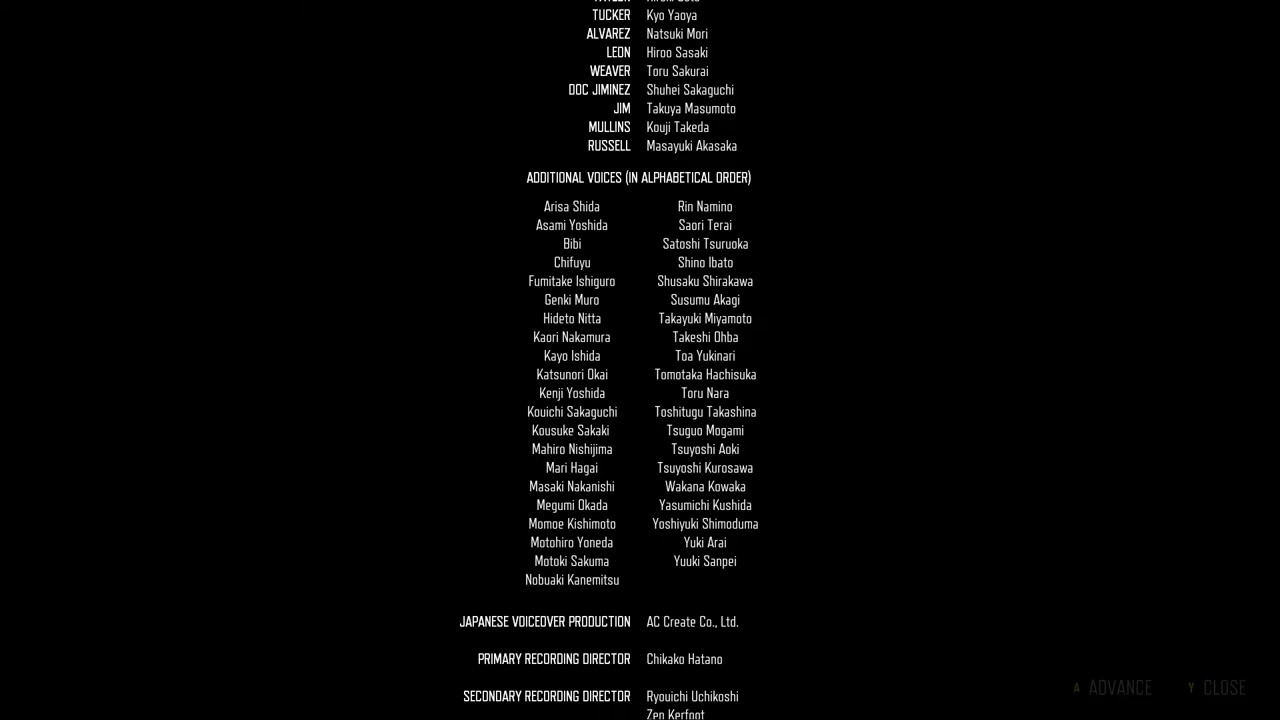 TUCKER Kyo Yaoya
ALVAREZ Natsuki Mori
LEON Hiroo Sasaki
WEAVER Toru Sakurai
DOC JIMINEZ Shuhei Sakaguchi
JIM Takuya Masumoto
MULLINS Kouji Takeda
RUSSELL Masayuki Akasaka
ADDITIONAL VOICES (IN ALPHABETICAL ORDER)
Arisa Shida Rin Namino
Asami Yoshida Saori Terai
Bibi Satoshi Tsuruoka
Chifuyu Shino Ibato
Fumitake Ishiguro Shusaku Shirakawa
Genki Muro Susumu Akagi
Hideto Nitta Takayuki Miyamoto
Kaori Nakamura Takeshi Ohba
Kayo Ishida Toa Yukinari
Katsunori Okai Tomotaka Hachisuka
Kenji Yoshida Toru Nara
Kouichi Sakaguchi Toshitugu Takashina
Kousuke Sakaki Tsuguo Mogami
Mahiro Nishijima Tsuyoshi Aoki
Mari Hagai Tsuyoshi Kurosawa
Masaki Nakanishi Wakana Kowaka
Megumi Okada Yasumichi Kushida
Momoe Kishimoto Yoshiyuki Shimoduma
Motohiro Yoneda Yuki Arai
Motoki Sakuma Yuuki Sanpei
Nobuaki Kanemitsu
JAPANESE VOICEOVER PRODUCTION AC Create Co., Ltd.
PRIMARY RECORDING DIRECTOR Chikako Hatano
SECONDARY RECORDING DIRECTOR Ryouichi Uchikoshi
Zen Kerfoot
A ADVANCE Y CLOSE